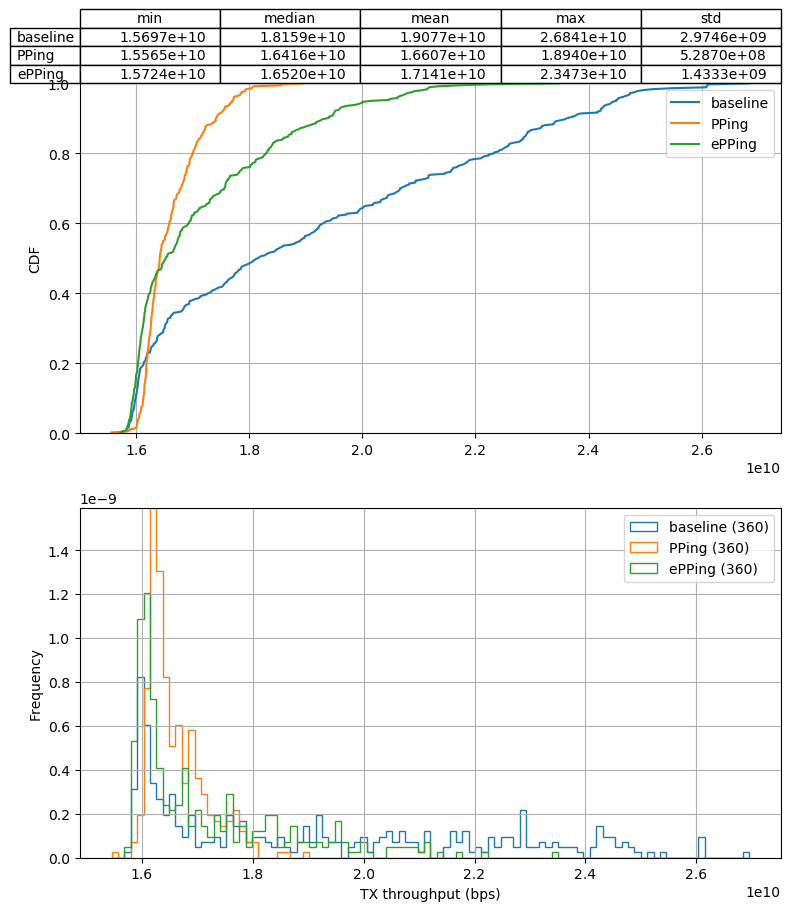 min median mean max std
baseline 1.5697e+10 1.8159e+10 1.9077e+10 2.6841e+10 2.9746e+09
PPing 1.5565e+10 1.6416e+10 1.6607e+10 1.8940e+10 5.2870e+08
ePPing 1.5724e+10 1.6520e+10 1.7141e+10 2.3473e+10 1.4333e+09
1.0
baseline
PPing
ePPing
0.8
0.6
CDF
0.4
0.2
0.0
1.6 1.8 2.0 2.2 2.4 2.6
1e10
1e−9
baseline (360)
PPing (360)
ePPing (360)
1.4
1.2
1.0
0.8
Frequency
0.6
0.4
0.2
0.0
1.6 1.8 2.0 2.2 2.4 2.6
TX throughput (bps)
1e10